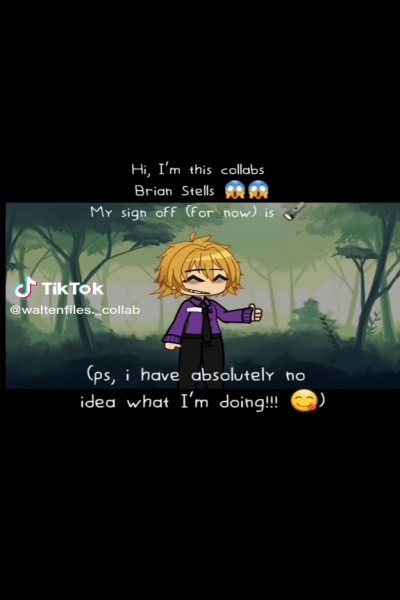 Hi, I'm this collabs
Brian Stells 😱😱
My sign off (for now) is 🔦
TikTok
@waltenfiles._collab
(ps, i have absolutely no
idea what I'm doing!!! 😋)